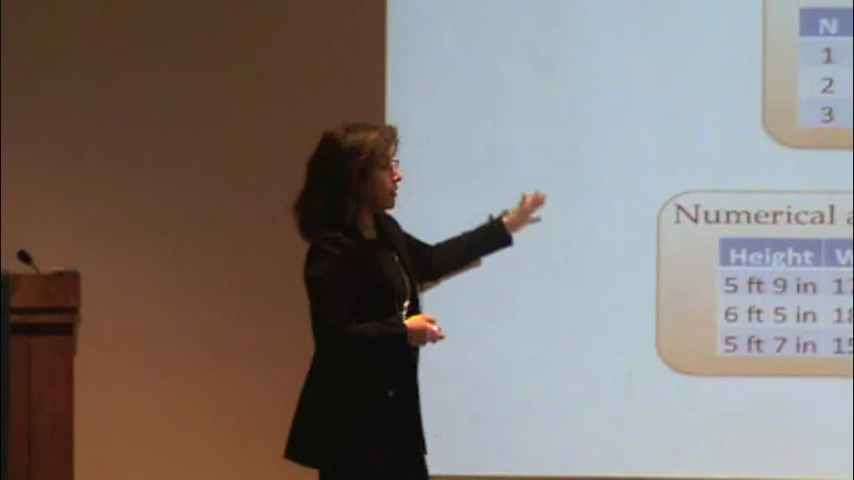 N
1
2
3
Numerical
Height
5 ft 9 in
6 ft 5 in
5 ft 7 in